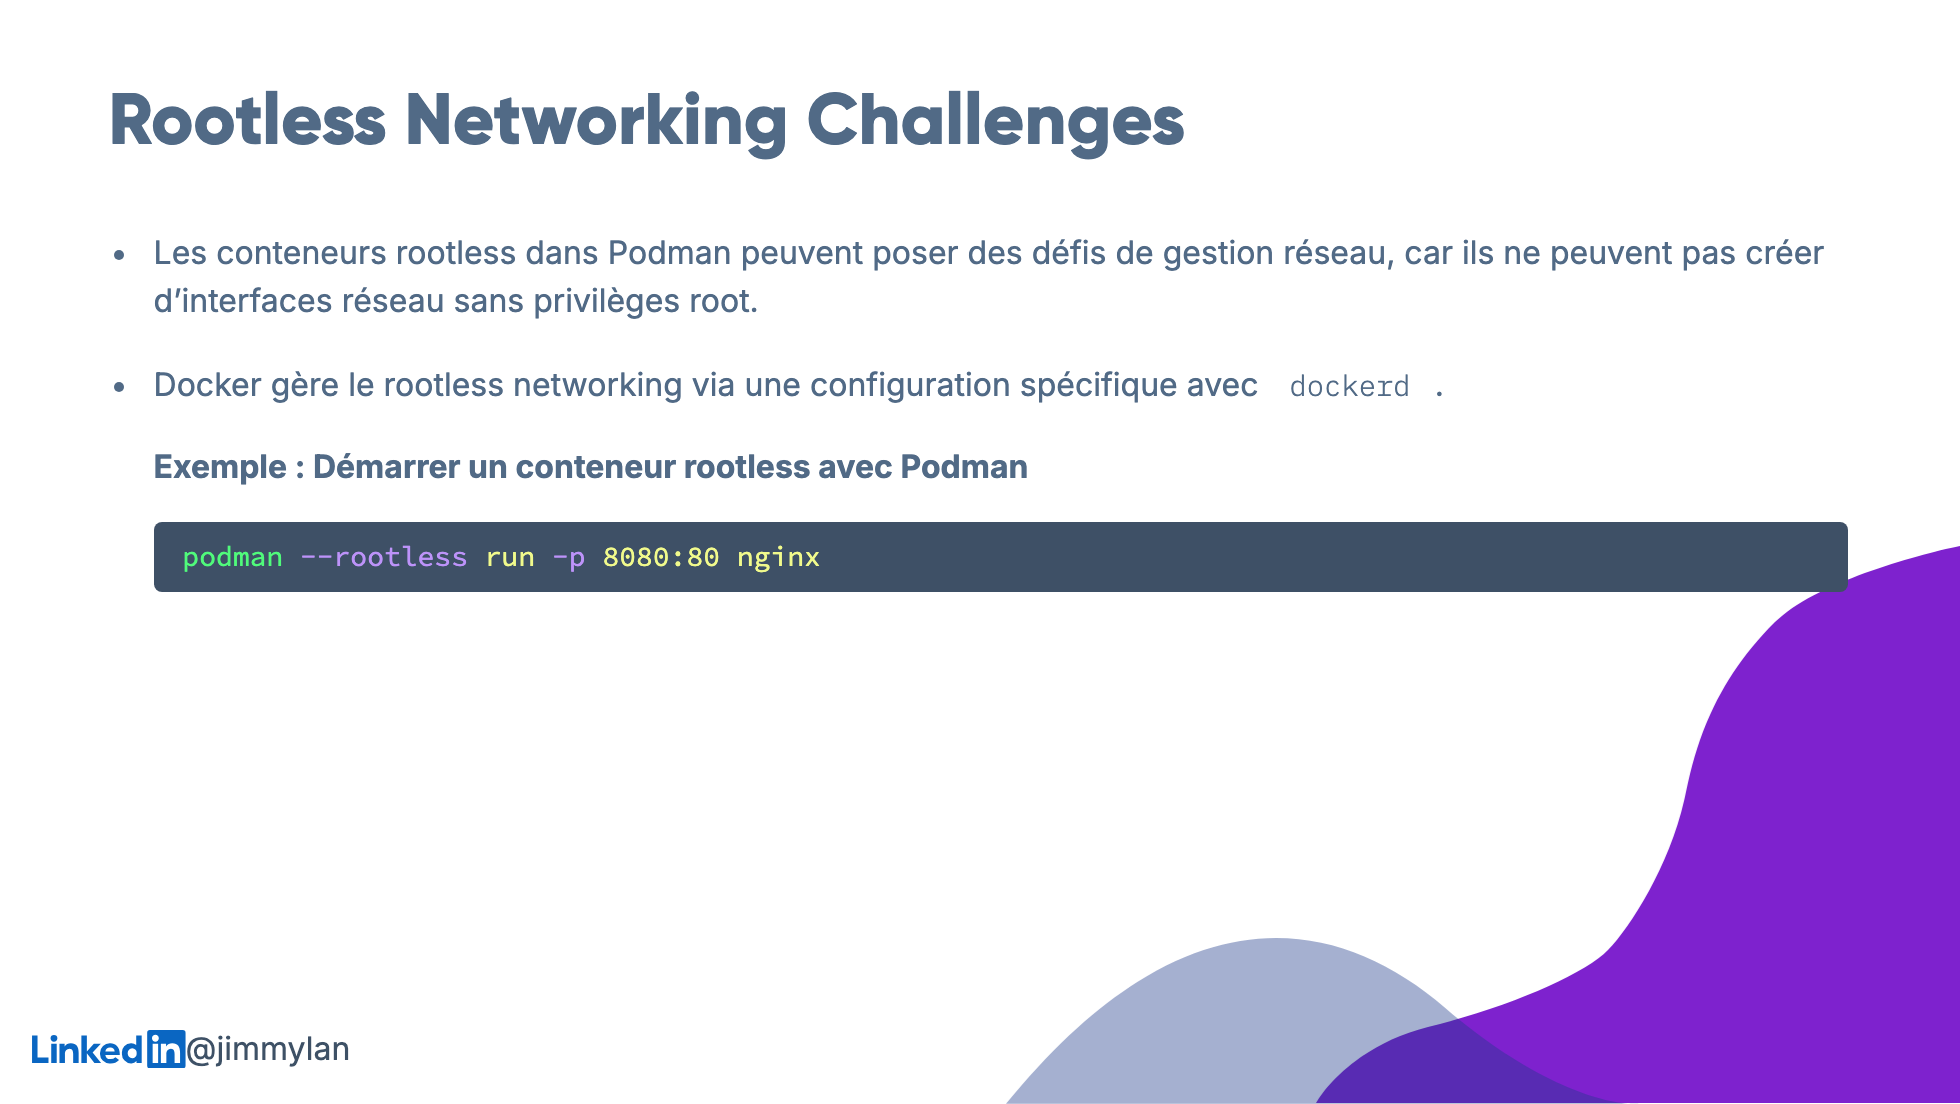 Rootless Networking Challenges
• Les conteneurs rootless dans Podman peuvent poser des défis de gestion réseau, car ils ne peuvent pas créer
d’interfaces réseau sans privilèges root.
• Docker gère le rootless networking via une configuration spécifique avec dockerd .
Exemple : Démarrer un conteneur rootless avec Podman
podman --rootless run -p 8080:80 nginx
LinkedIn@jimmylan